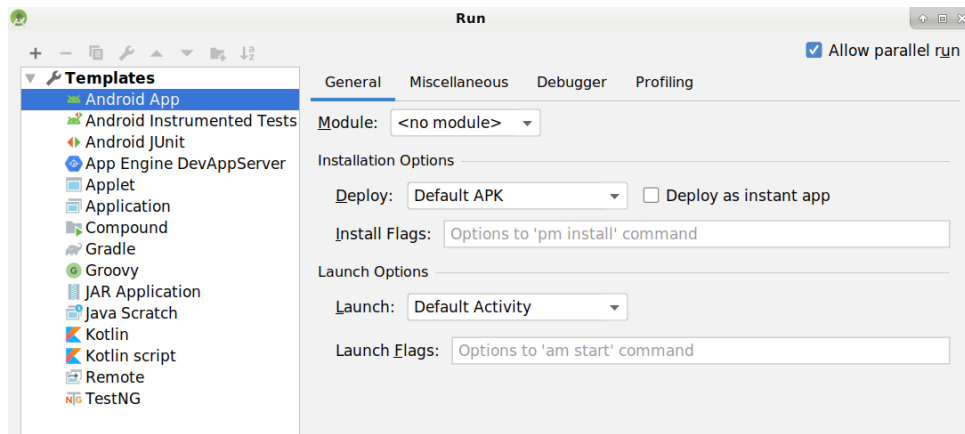 Run
Allow parallel run
Templates
Android App
Android Instrumented Tests
Android JUnit
App Engine DevAppServer
Applet
Application
Compound
Gradle
Groovy
JAR Application
Java Scratch
Kotlin
Kotlin script
Remote
TestNG
General Miscellaneous Debugger Profiling
Module: <no module>
Installation Options
Deploy: Default APK Deploy as instant app
Install Flags: Options to 'pm install' command
Launch Options
Launch: Default Activity
Launch Flags: Options to 'am start' command